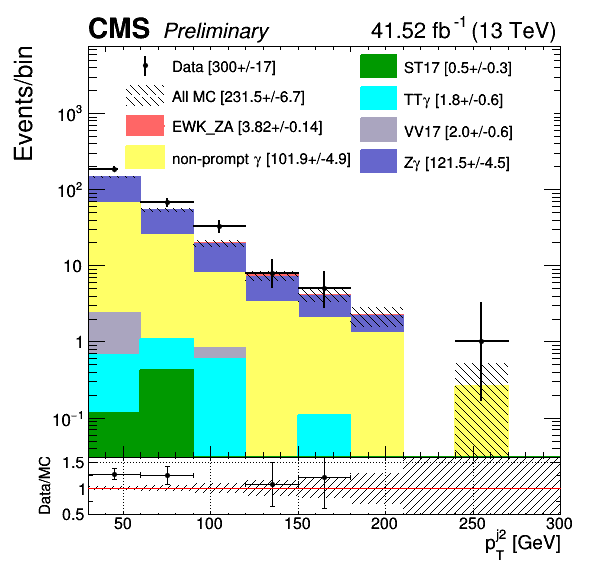 CMS Preliminary 41.52 fb⁻¹ (13 TeV)
Events/bin
Data [300+/-17]
All MC [231.5+/-6.7]
EWK_ZA [3.82+/-0.14]
non-prompt γ [101.9+/-4.9]
ST17 [0.5+/-0.3]
TTγ [1.8+/-0.6]
VV17 [2.0+/-0.6]
Zγ [121.5+/-4.5]
10³
10²
10
1
10⁻¹
Data/MC
1.5
1
0.5
50 100 150 200 250 300
p_T^j2 [GeV]